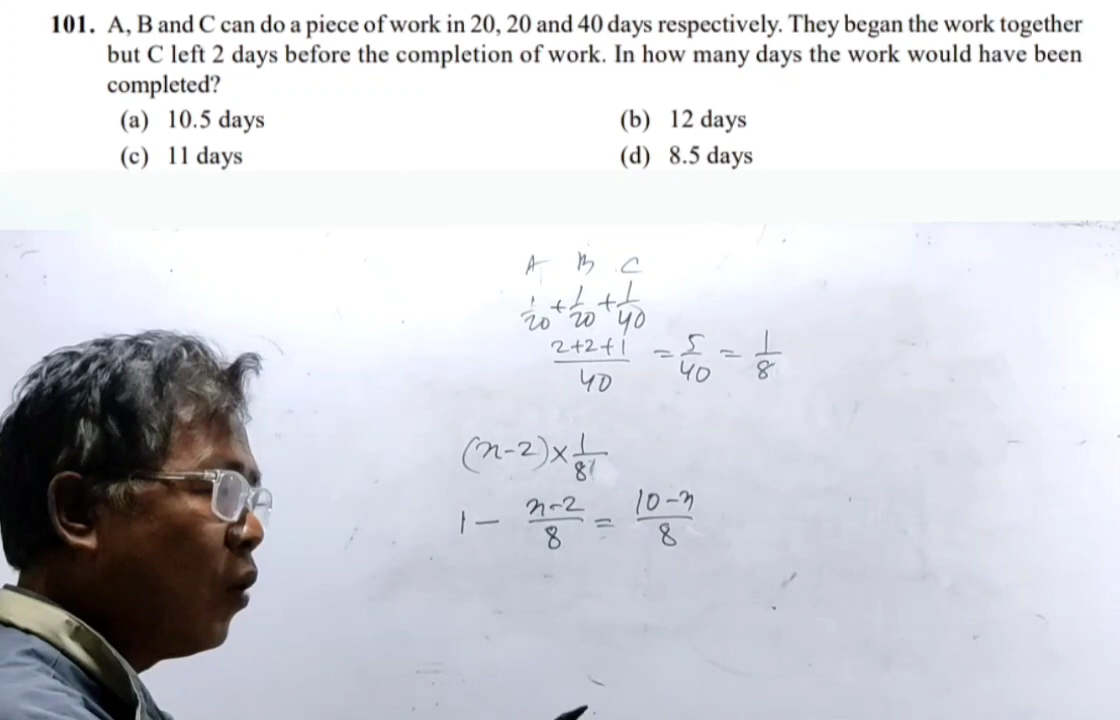 101. A, B and C can do a piece of work in 20, 20 and 40 days respectively. They began the work together
but C left 2 days before the completion of work. In how many days the work would have been
completed?
(a) 10.5 days (b) 12 days
(c) 11 days (d) 8.5 days
A B C
1/20 + 1/20 + 1/40
2+2+1/40 = 5/40 = 1/8
(n-2) × 1/8
1 - n-2/8 = 10-n/8